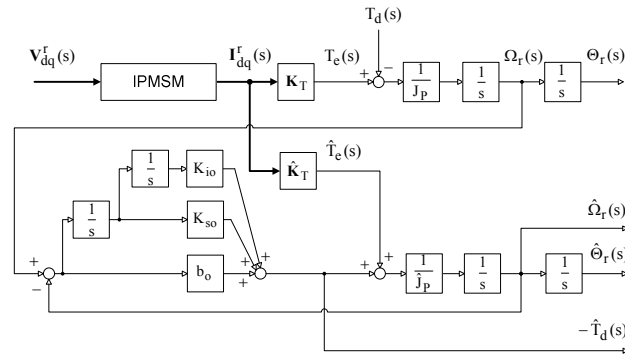 T_d(s)
V^r_dq(s) I^r_dq(s) T_e(s) Ω_r(s) Θ_r(s)
IPMSM K_T + − 1/J_P 1/s 1/s
T̂_e(s)
1/s K_io K̂_T
1/s K_so Ω̂_r(s)
+ + + + + Θ̂_r(s)
− b_o + 1/Ĵ_P 1/s 1/s
−T̂_d(s)